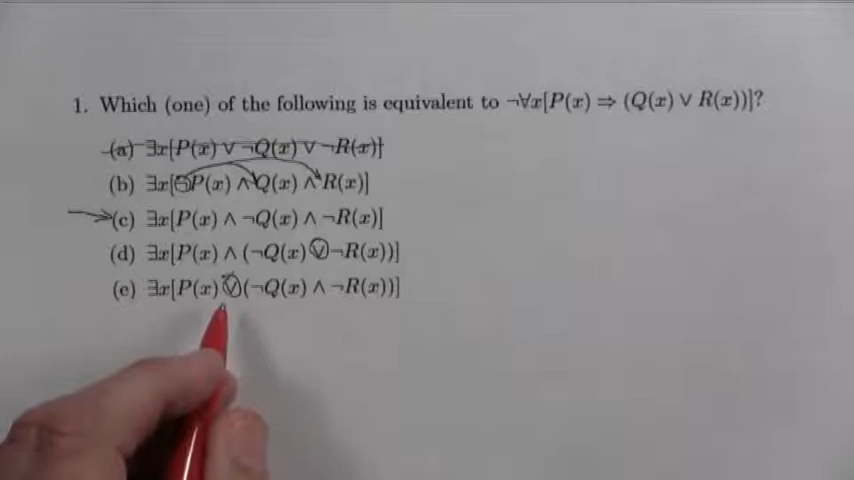 1. Which (one) of the following is equivalent to ¬∀x[P(x) ⇒ (Q(x) ∨ R(x))]?
(a) ∃x[P(x) ∨ ¬Q(x) ∨ ¬R(x)]
(b) ∃x[¬P(x) ∧ Q(x) ∧ R(x)]
(c) ∃x[P(x) ∧ ¬Q(x) ∧ ¬R(x)]
(d) ∃x[P(x) ∧ (¬Q(x) ∨ ¬R(x))]
(e) ∃x[P(x) ∨ (¬Q(x) ∧ ¬R(x))]